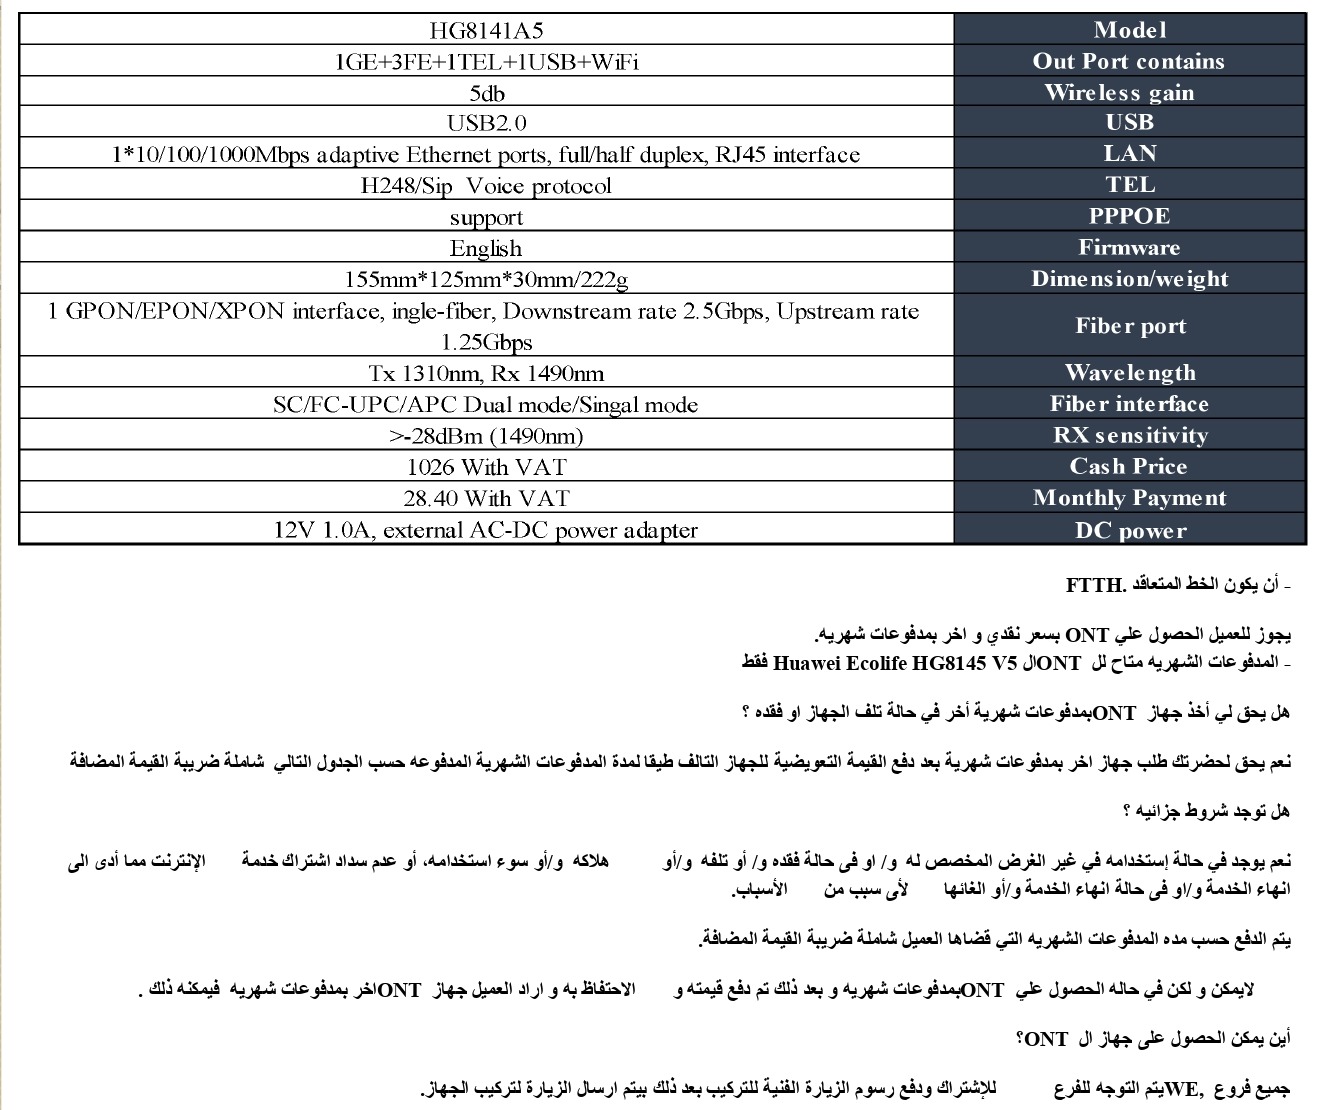 Model HG8141A5
Out Port contains 1GE+3FE+1TEL+1USB+WiFi
Wireless gain 5db
USB USB2.0
LAN 1*10/100/1000Mbps adaptive Ethernet ports, full/half duplex, RJ45 interface
TEL H248/Sip Voice protocol
PPPOE support
Firmware English
Dimension/weight 155mm*125mm*30mm/222g
Fiber port 1 GPON/EPON/XPON interface, ingle-fiber, Downstream rate 2.5Gbps, Upstream rate
1.25Gbps
Wavelength Tx 1310nm, Rx 1490nm
Fiber interface SC/FC-UPC/APC Dual mode/Singal mode
RX sensitivity >-28dBm (1490nm)
Cash Price 1026 With VAT
Monthly Payment 28.40 With VAT
DC power 12V 1.0A, external AC-DC power adapter
- أن يكون الخط المتعاقد .FTTH
يجوز للعميل الحصول علي ONT بسعر نقدي و اخر بمدفوعات شهريه.
- المدفوعات الشهريه متاح لل ONTال Huawei Ecolife HG8145 V5 فقط
هل يحق لي أخذ جهاز ONTبمدفوعات شهرية أخر في حالة تلف الجهاز او فقده ؟
نعم يحق لحضرتك طلب جهاز اخر بمدفوعات شهرية بعد دفع القيمة التعويضية للجهاز التالف طيقا لمدة المدفوعات الشهرية المدفوعه حسب الجدول التالي شاملة ضريبة القيمة المضافة
هل توجد شروط جزائيه ؟
نعم يوجد في حالة إستخدامه في غير الغرض المخصص له و/ او فى حالة فقده و/ أو تلفه و/أو هلاكه و/أو سوء استخدامه، أو عدم سداد اشتراك خدمة الإنترنت مما أدى الى
انهاء الخدمة و/او فى حالة انهاء الخدمة و/أو الغائها لأى سبب من الأسباب.
يتم الدفع حسب مده المدفوعات الشهريه التي قضاها العميل شاملة ضريبة القيمة المضافة.
لايمكن و لكن في حاله الحصول علي ONTبمدفوعات شهريه و بعد ذلك تم دفع قيمته و الاحتفاظ به و اراد العميل جهاز ONTاخر بمدفوعات شهريه فيمكنه ذلك .
أين يمكن الحصول على جهاز ال ONT؟
جميع فروع ,WEيتم التوجه للفرع للإشتراك ودفع رسوم الزيارة الفنية للتركيب بعد ذلك بيتم ارسال الزيارة لتركيب الجهاز.